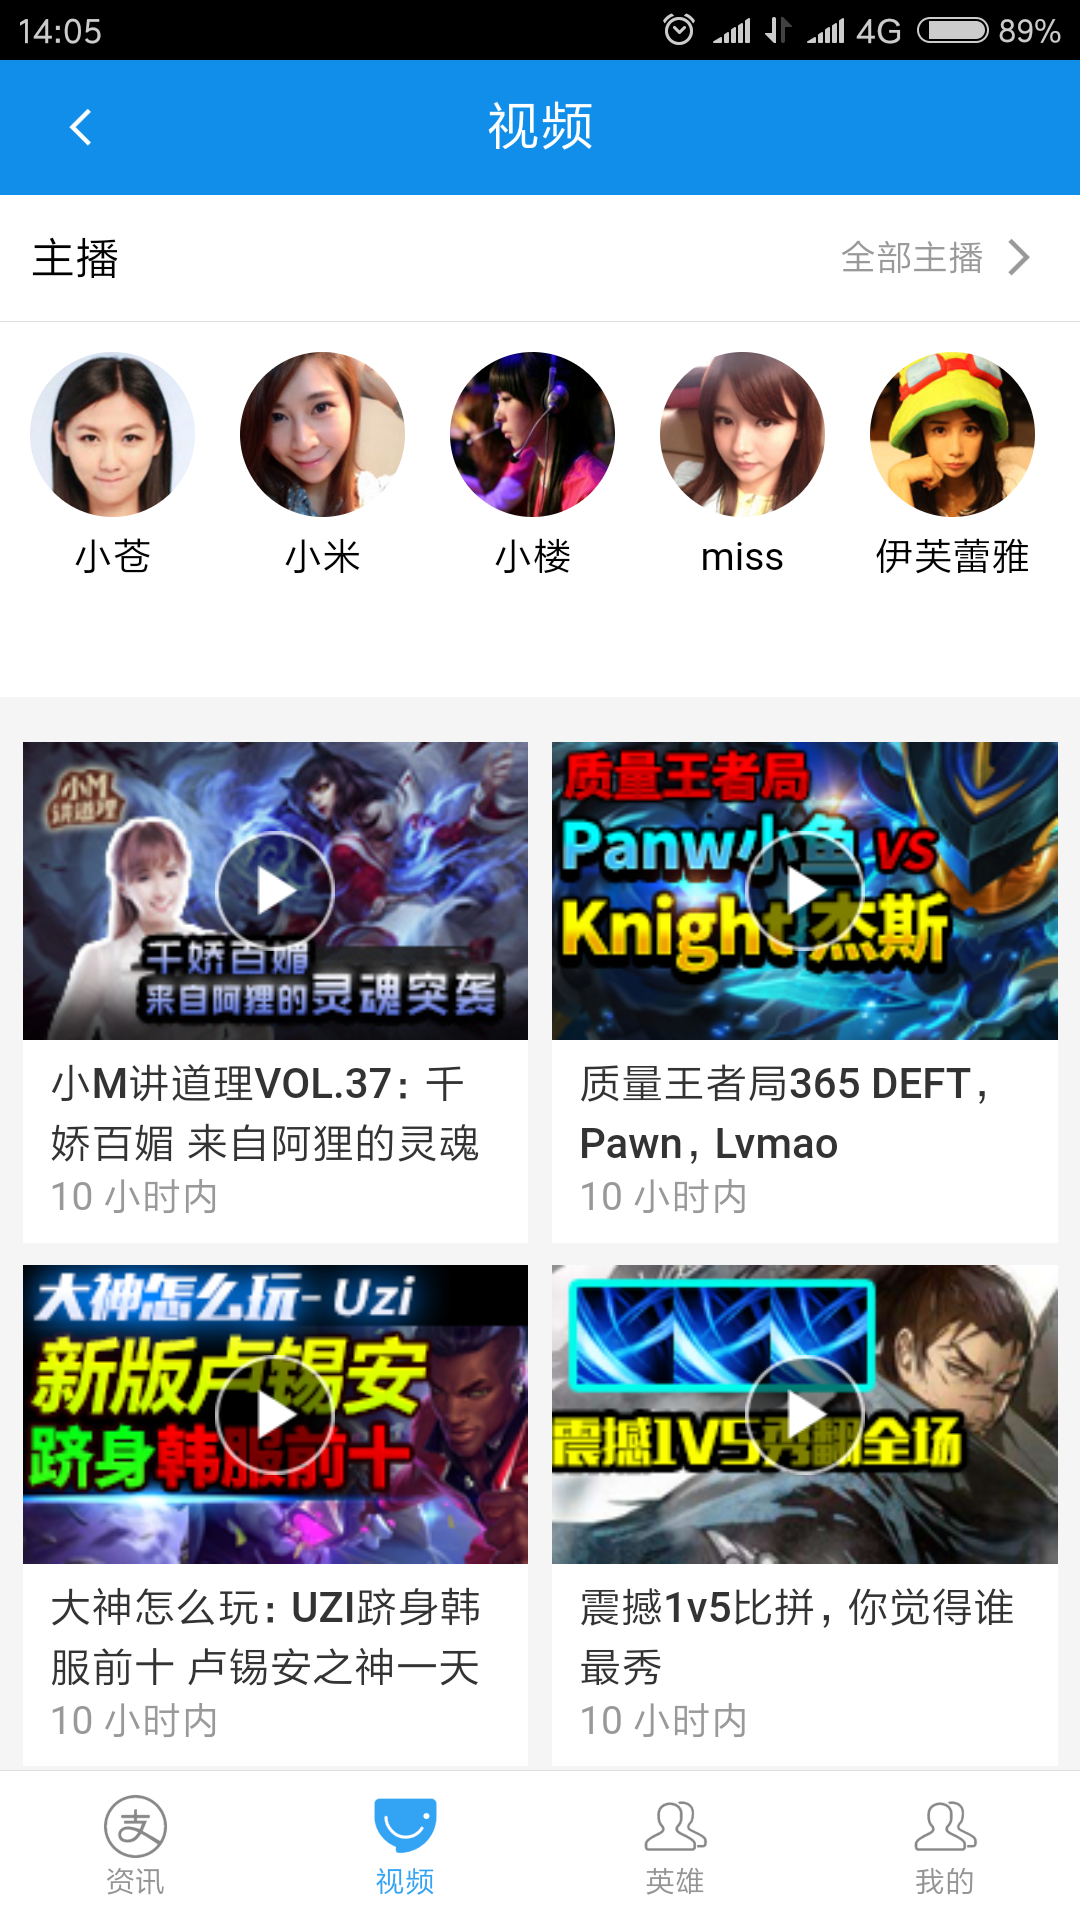 14:05
4G
89%
视频
主播
全部主播
小苍
小米
小楼
miss
伊芙蕾雅
小M
讲道理
千娇百媚
来自阿狸的灵魂突袭
质量王者局
Panw小鱼 VS
Knight杰斯
小M讲道理VOL.37：千
娇百媚 来自阿狸的灵魂
10 小时内
质量王者局365 DEFT，
Pawn，Lvmao
10 小时内
大神怎么玩-Uzi
新版卢锡安
跻身韩服前十
震撼1V5秀翻全场
大神怎么玩：UZI跻身韩
服前十 卢锡安之神一天
10 小时内
震撼1v5比拼，你觉得谁
最秀
10 小时内
支
资讯
视频
英雄
我的